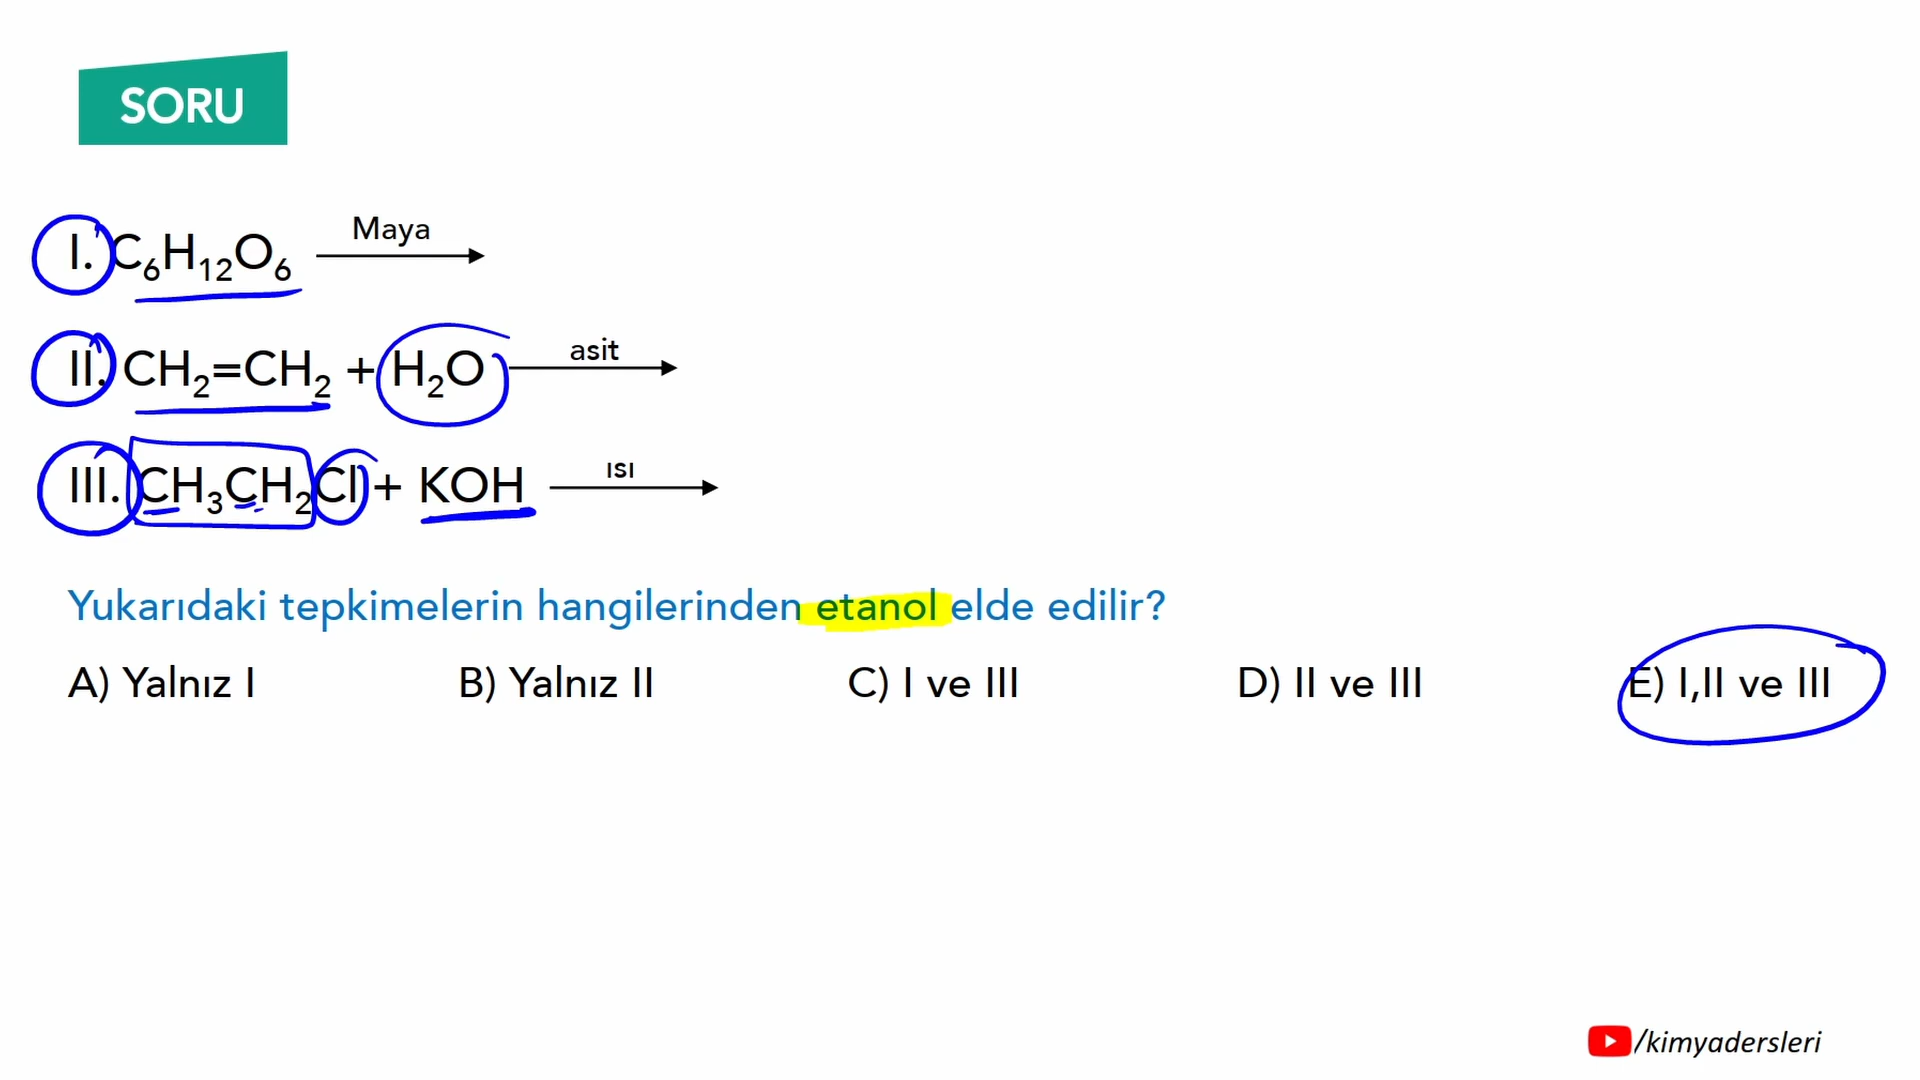 SORU
I. C₆H₁₂O₆ Maya
II. CH₂=CH₂ + H₂O asit
III. CH₃CH₂Cl + KOH ısı
Yukarıdaki tepkimelerin hangilerinden etanol elde edilir?
A) Yalnız I B) Yalnız II C) I ve III D) II ve III E) I,II ve III
/kimyadersleri